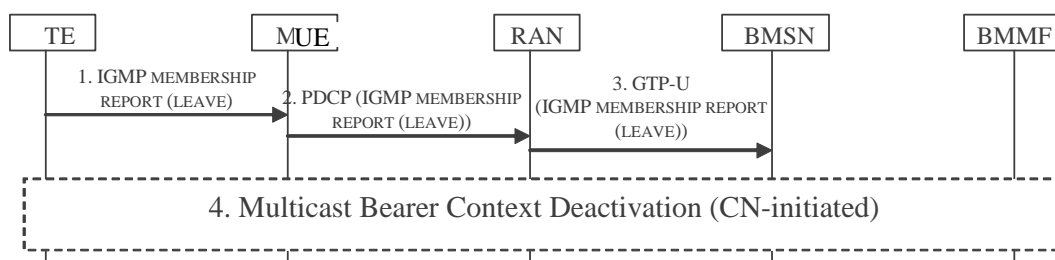 TE
MUE
RAN
BMSN
BMMF
1. IGMP MEMBERSHIP
REPORT (LEAVE)
2. PDCP (IGMP MEMBERSHIP
REPORT (LEAVE))
3. GTP-U
(IGMP MEMBERSHIP REPORT
(LEAVE))
4. Multicast Bearer Context Deactivation (CN-initiated)